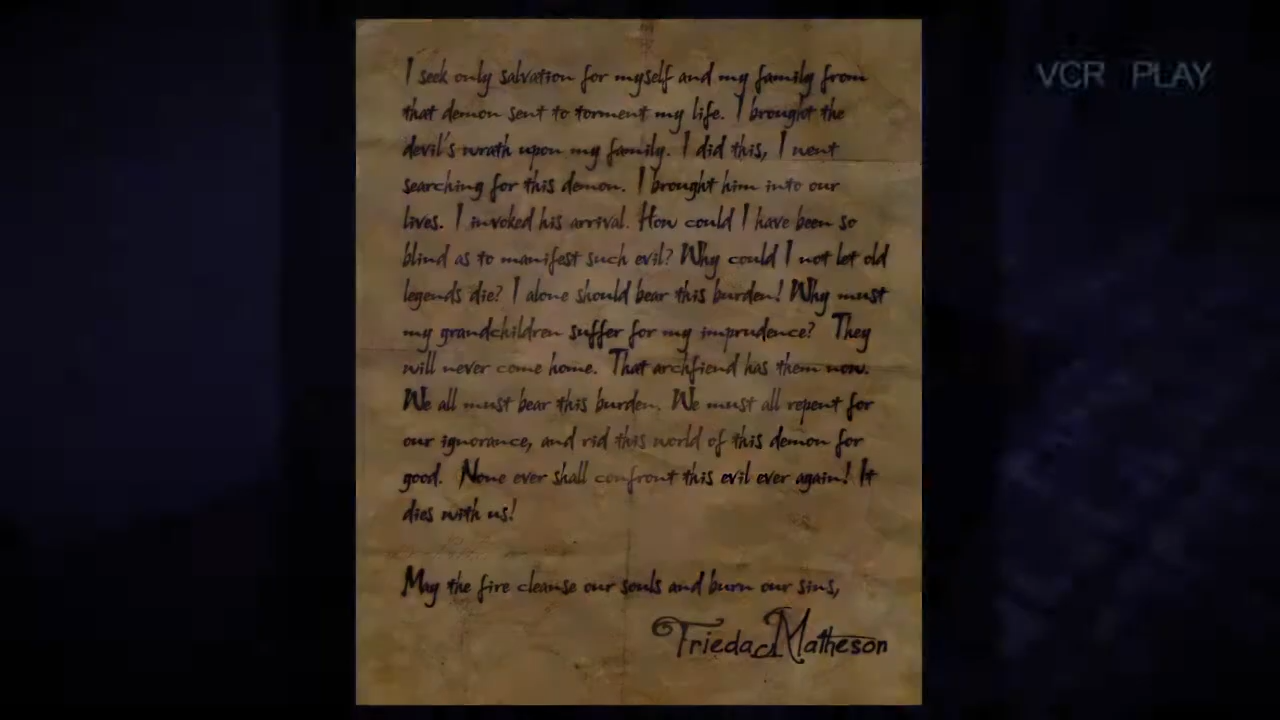 VCR PLAY
I seek only salvation for myself and my family from
that demon sent to torment my life. I brought the
devil's wrath upon my family. I did this, I went
searching for this demon. I brought him into our
lives. I invoked his arrival. How could I have been so
blind as to manifest such evil? Why could I not let old
legends die? I alone should bear this burden! Why must
my grandchildren suffer for my imprudence? They
will never come home. That archfiend has them now.
We all must bear this burden. We must all repent for
our ignorance, and rid this world of this demon for
good. None ever shall confront this evil ever again! It
dies with us!
May the fire cleanse our souls and burn our sins,
Frieda Matheson